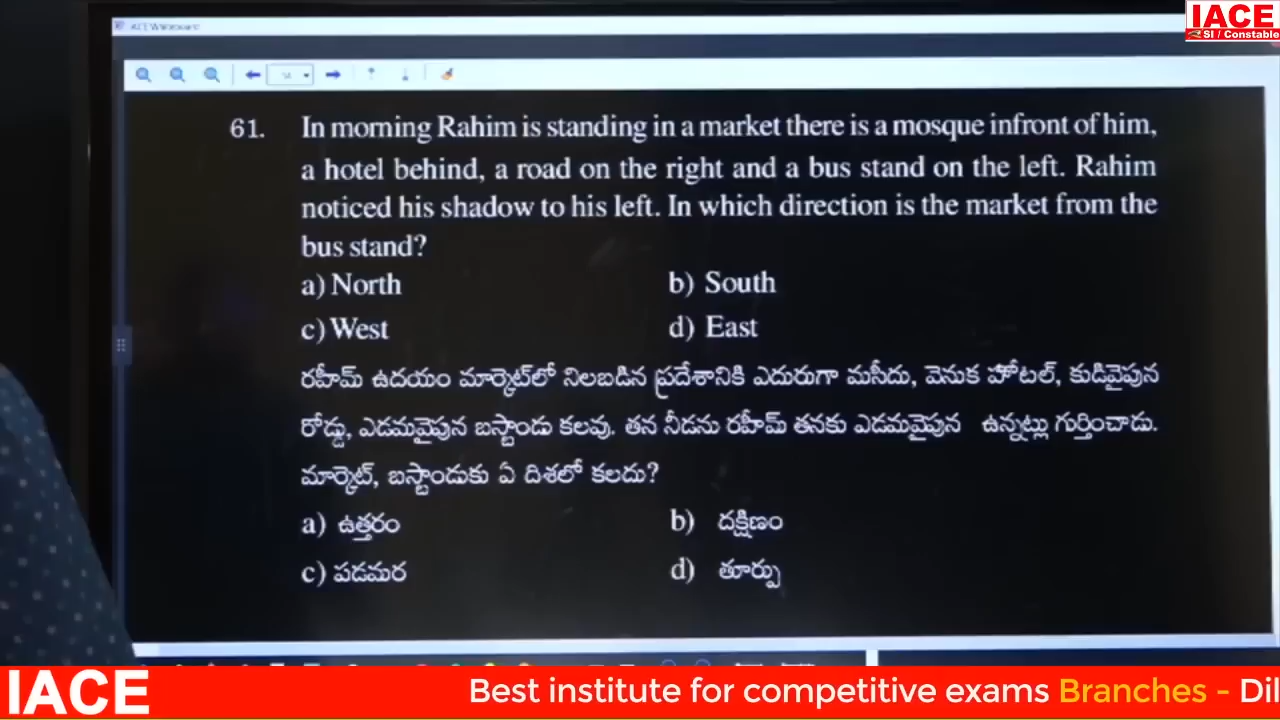 IACE
SI / Constable
61. In morning Rahim is standing in a market there is a mosque infront of him,
a hotel behind, a road on the right and a bus stand on the left. Rahim
noticed his shadow to his left. In which direction is the market from the
bus stand?
a) North b) South
c) West d) East
రహీమ్ ఉదయం మార్కెట్‌లో నిలబడిన ప్రదేశానికి ఎదురుగా మసీదు, వెనుక హోటల్, కుడివైపున
రోడ్డు, ఎడమవైపున బస్టాండు కలవు. తన నీడను రహీమ్ తనకు ఎడమవైపున ఉన్నట్లు గుర్తించాడు.
మార్కెట్, బస్టాండుకు ఏ దిశలో కలదు?
a) ఉత్తరం b) దక్షిణం
c) పడమర d) తూర్పు
IACE Best institute for competitive exams Branches - Dil